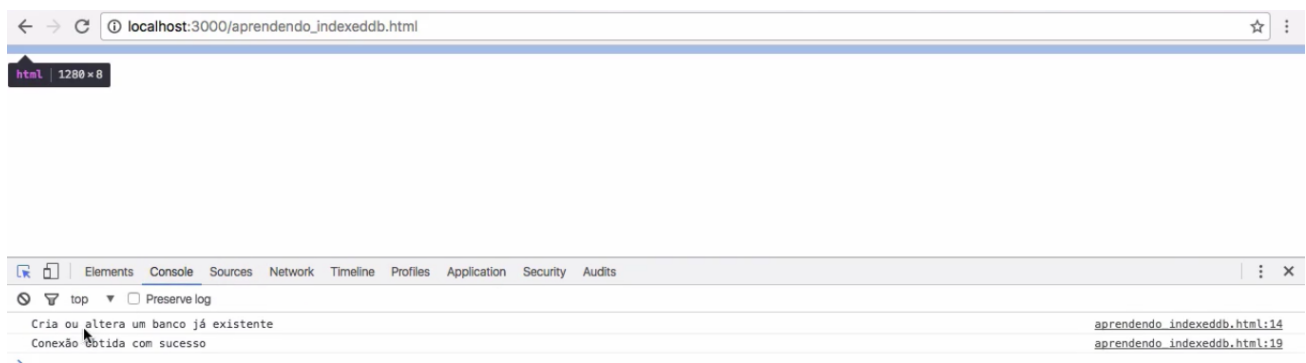 localhost:3000/aprendendo_indexeddb.html
html | 1280×8
Elements Console Sources Network Timeline Profiles Application Security Audits
top Preserve log
Cria ou altera um banco já existente aprendendo_indexeddb.html:14
Conexão obtida com sucesso aprendendo_indexeddb.html:19